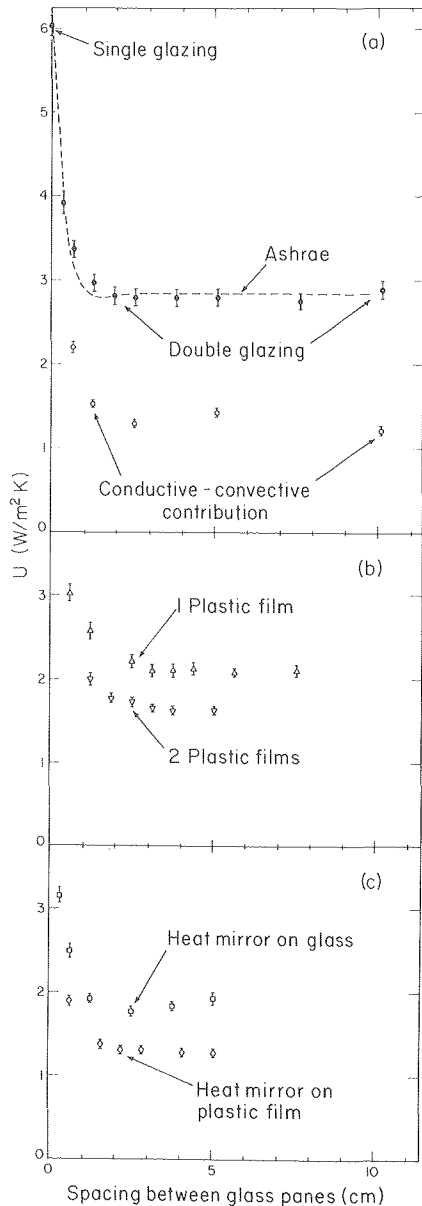 6
(a)
Single glazing
5
4
Ashrae
3
Double glazing
2
1
Conductive - convective
contribution
0
U (W/m² K)
(b)
3
1 Plastic film
2
2 Plastic films
1
0
(c)
3
Heat mirror on glass
2
1
Heat mirror on
plastic film
0
0
5
10
Spacing between glass panes (cm)